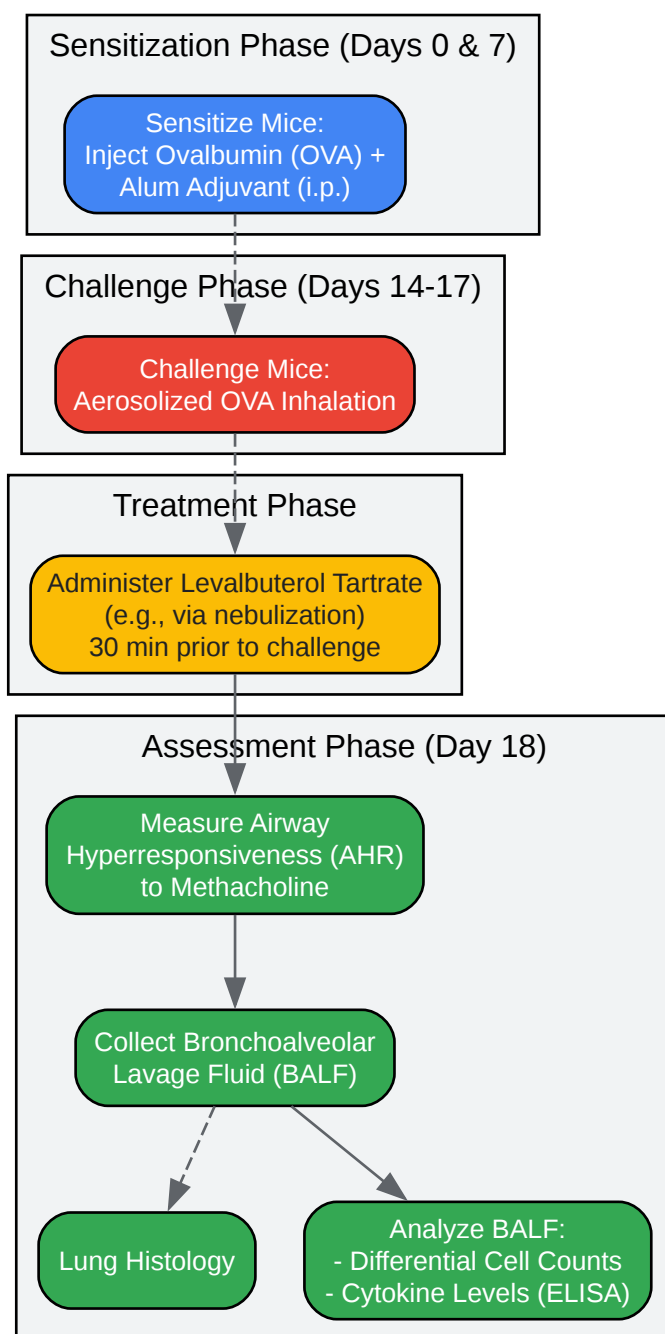 Sensitization Phase (Days 0 & 7)
Sensitize Mice:
Inject Ovalbumin (OVA) +
Alum Adjuvant (i.p.)
Challenge Phase (Days 14-17)
Challenge Mice:
Aerosolized OVA Inhalation
Treatment Phase
Administer Levalbuterol Tartrate
(e.g., via nebulization)
30 min prior to challenge
Assessment Phase (Day 18)
Measure Airway
Hyperresponsiveness (AHR)
to Methacholine
Collect Bronchoalveolar
Lavage Fluid (BALF)
Lung Histology
Analyze BALF:
- Differential Cell Counts
- Cytokine Levels (ELISA)